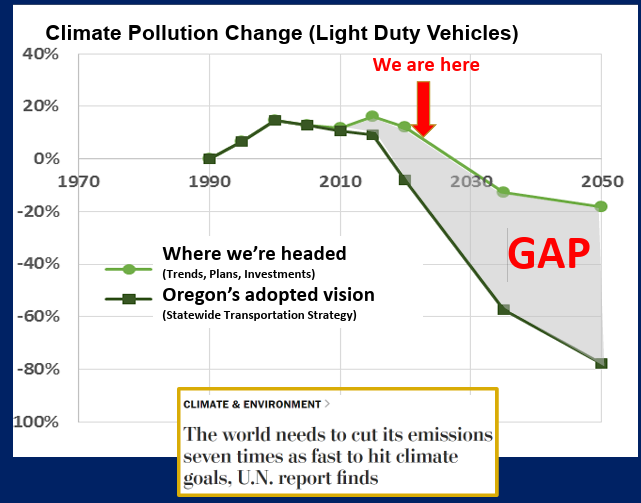 Climate Pollution Change (Light Duty Vehicles)
40%
We are here
20%
0%
1970
1990
2010
2030
2050
-20%
Where we're headed
(Trends, Plans, Investments)
GAP
-40%
Oregon's adopted vision
(Statewide Transportation Strategy)
-60%
-80%
100%
CLIMATE & ENVIRONMENT >
The world needs to cut its emissions
seven times as fast to hit climate
goals, U.N. report finds